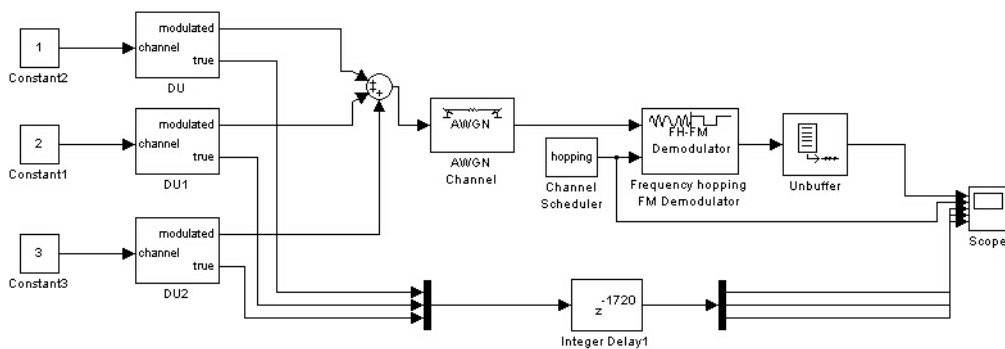 1
Constant2
modulated
channel
true
DU
2
Constant1
modulated
channel
true
DU1
3
Constant3
modulated
channel
true
DU2
AWGN
AWGN
Channel
hopping
Channel
Scheduler
FH-FM
Demodulator
Frequency hopping
FM Demodulator
Unbuffer
Scope
z-1720
Integer Delay1